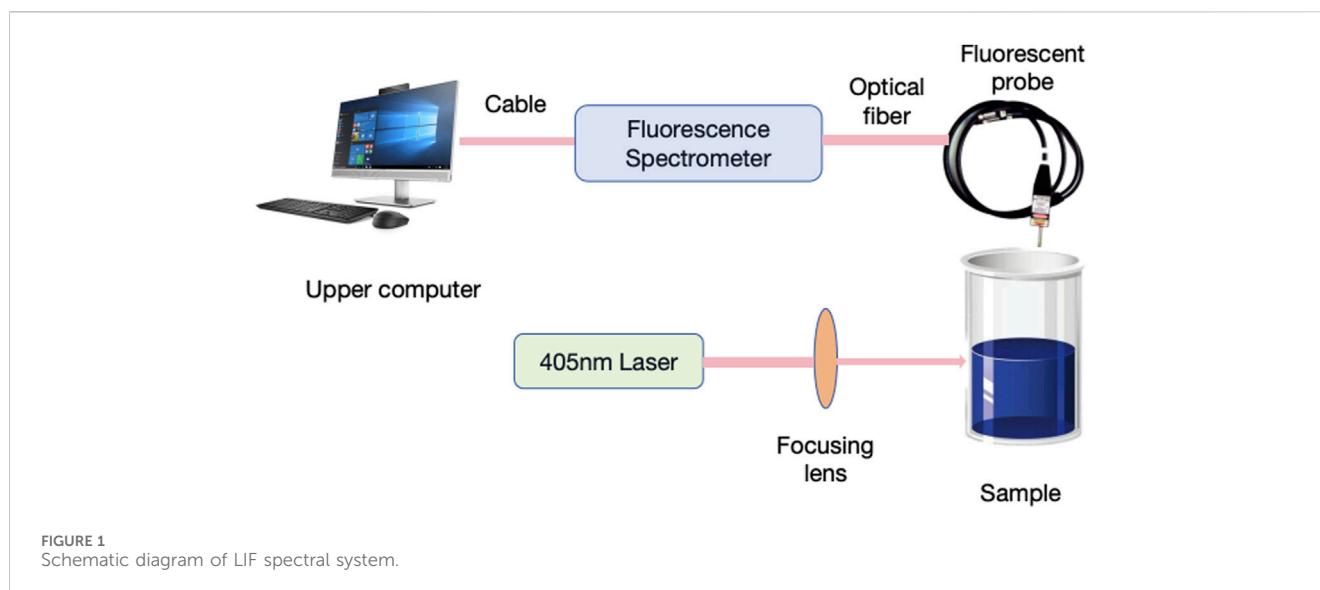 Fluorescent
probe
Cable
Optical
fiber
Fluorescence
Spectrometer
Upper computer
405nm Laser
Focusing
lens
Sample
FIGURE 1
Schematic diagram of LIF spectral system.